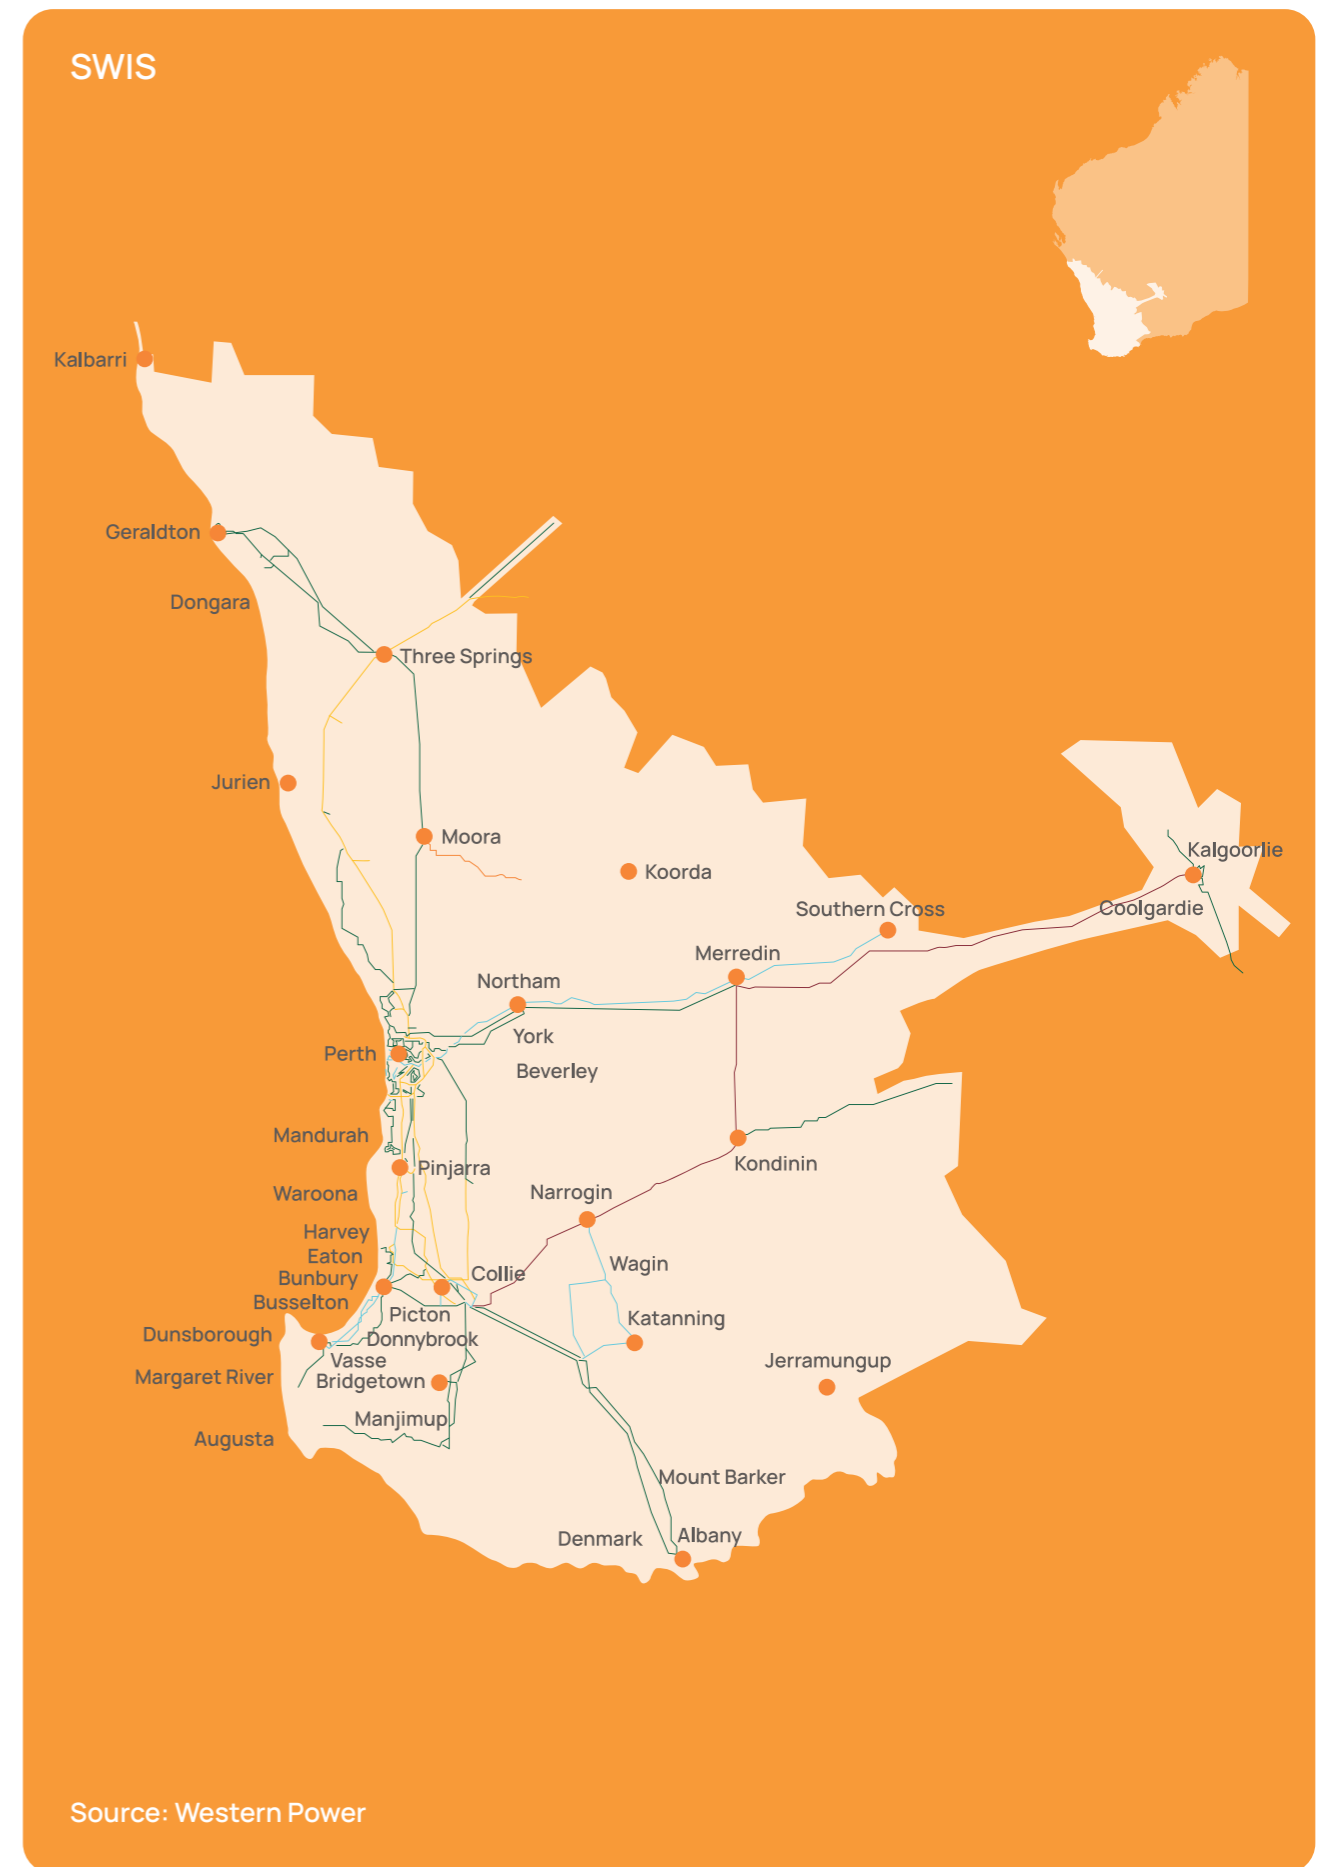 SWIS
Kalbarri
Geraldton
Dongara
Three Springs
Jurien
Moora
Kalgoorlie
Koorda
Southern Cross
Coolgardie
Merredin
Northam
York
Perth
Beverley
Mandurah
Kondinin
Pinjarra
Waroona
Narrogin
Harvey
Eaton
Wagin
Collie
Bunbury
Busselton
Picton
Katanning
Dunsborough
Donnybrook
Vasse
Jerramungup
Margaret River
Bridgetown
Manjimup
Augusta
Mount Barker
Denmark
Albany
Source: Western Power